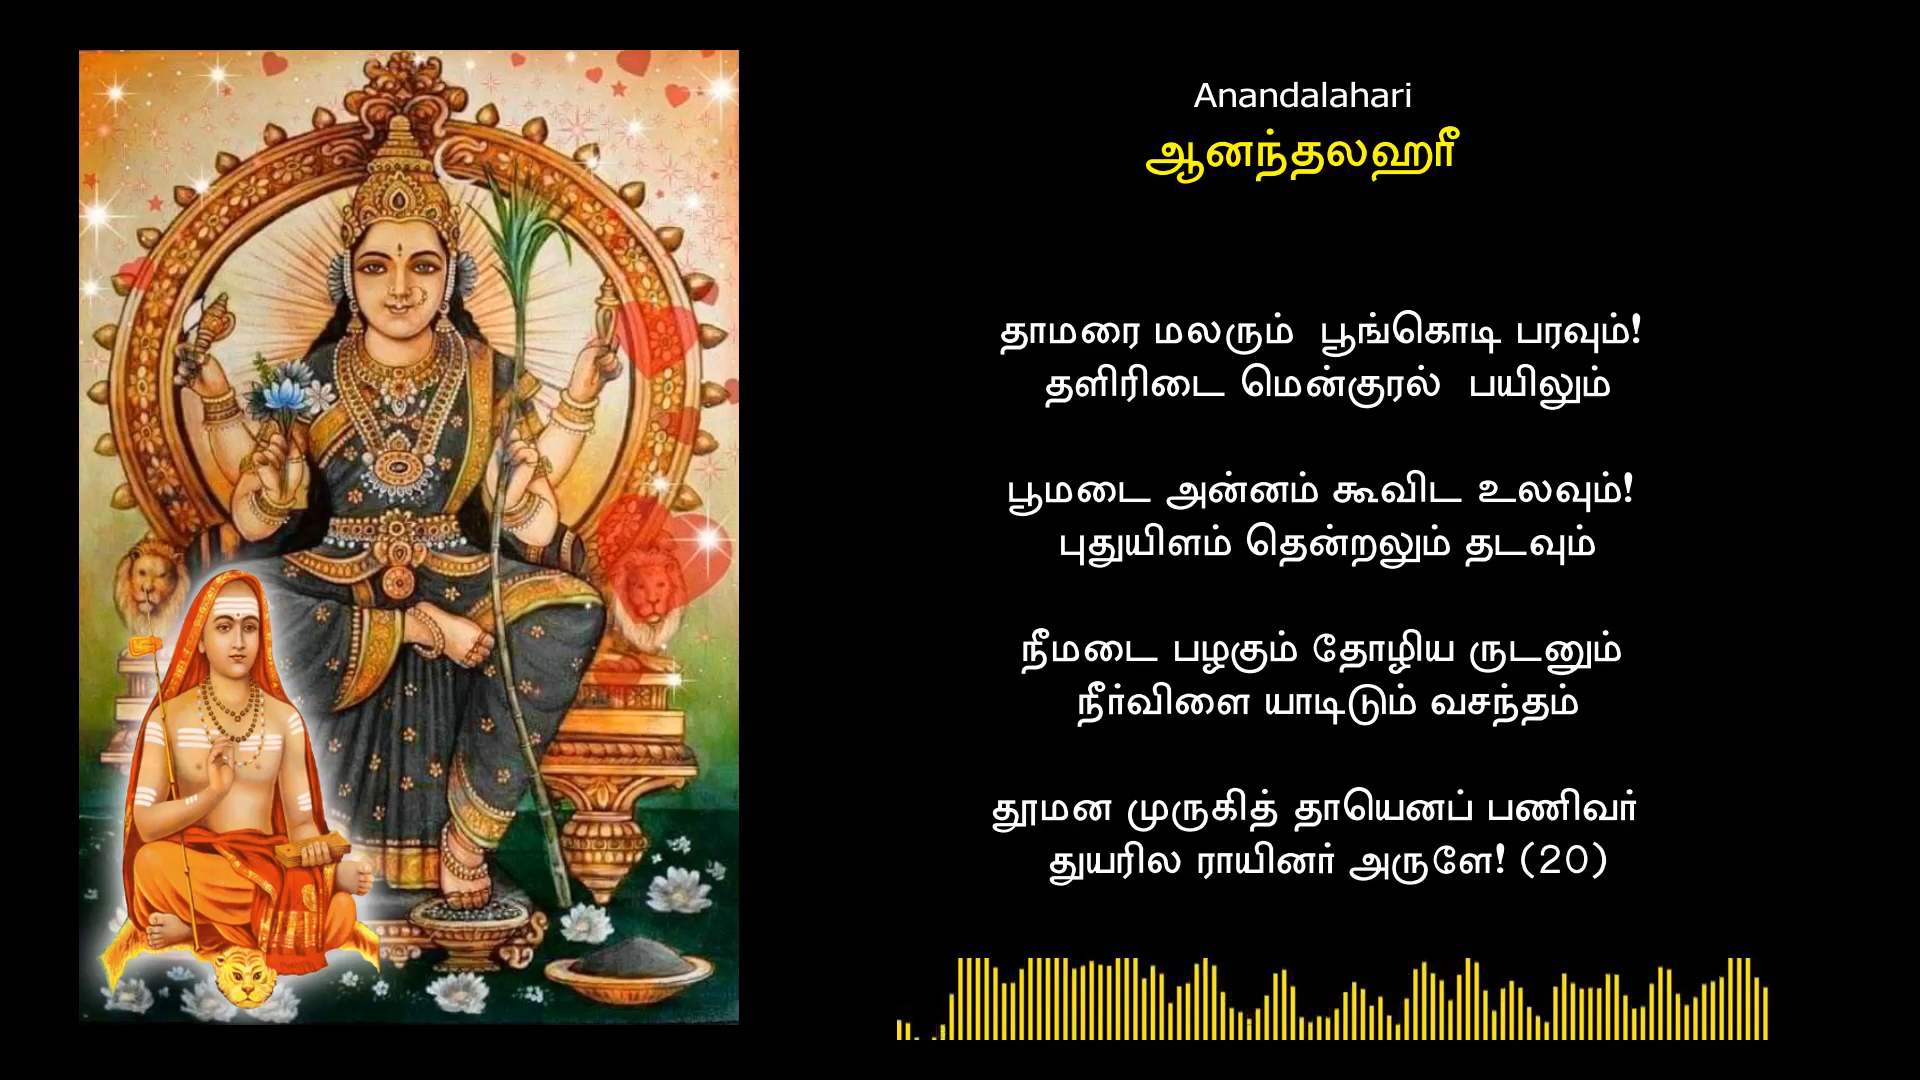 Anandalahari
ஆனந்தலஹரீ
தாமரை மலரும் பூங்கொடி பரவும்!
தளிரிடை மென்குரல் பயிலும்
பூமடை அன்னம் கூவிட உலவும்!
புதுயிளம் தென்றலும் தடவும்
நீமடை பழகும் தோழிய ருடனும்
நீர்விளை யாடிடும் வசந்தம்
தூமன முருகித் தாயெனப் பணிவர்
துயரில ராயினர் அருளே! (20)